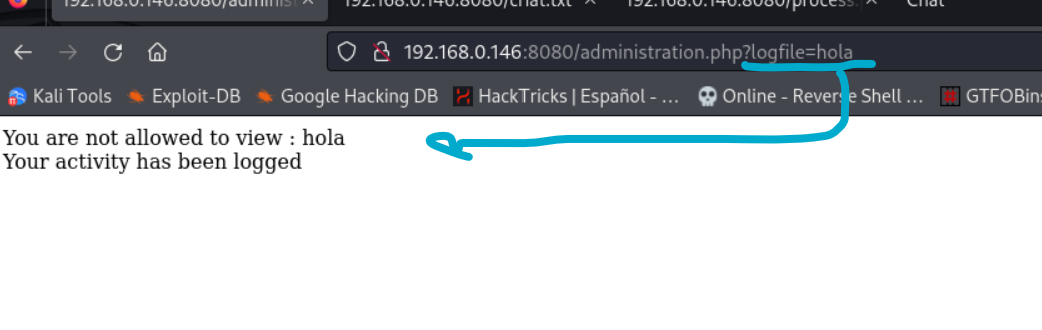 192.168.0.146:8080/administ
192.168.0.146:8080/chat.txt
192.168.0.146:8080/process.
Chat
192.168.0.146:8080/administration.php?logfile=hola
Kali Tools
Exploit-DB
Google Hacking DB
HackTricks | Español - ...
Online - Reverse Shell ...
GTFOBins
You are not allowed to view : hola
Your activity has been logged